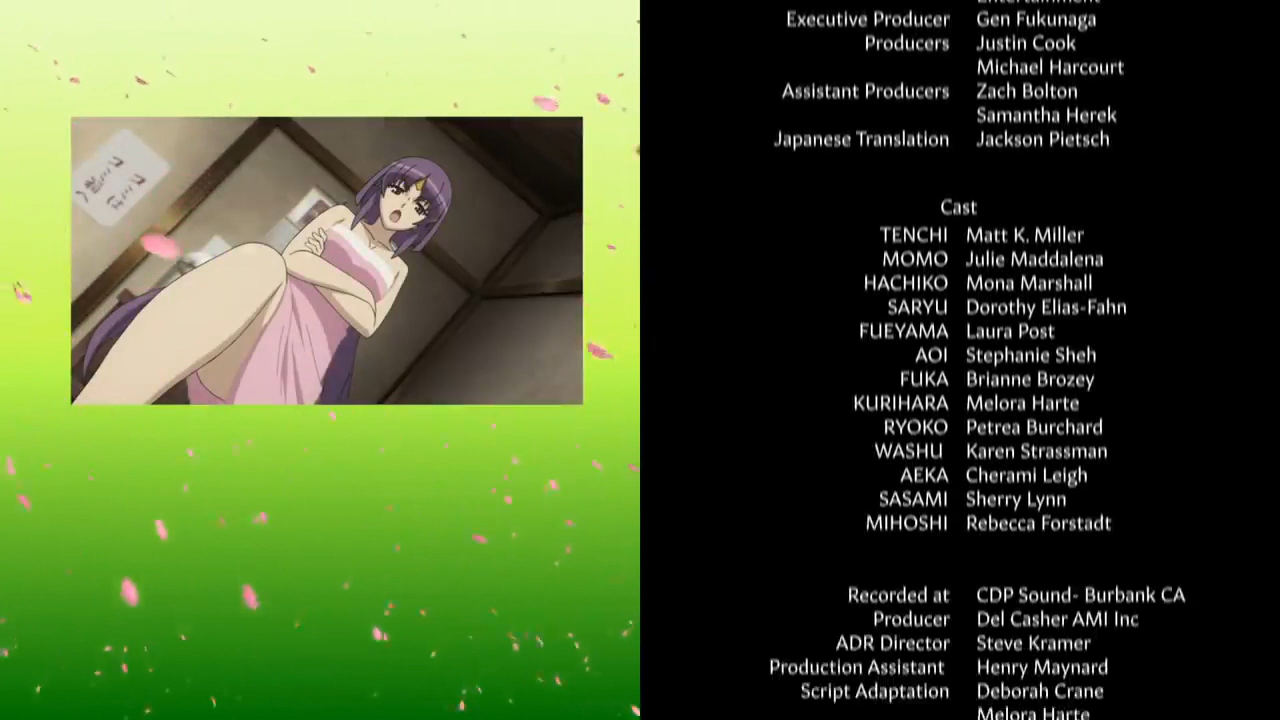 Executive Producer Gen Fukunaga
Producers Justin Cook
Michael Harcourt
Assistant Producers Zach Bolton
Samantha Herek
Japanese Translation Jackson Pietsch
Cast
TENCHI Matt K. Miller
MOMO Julie Maddalena
HACHIKO Mona Marshall
SARYU Dorothy Elias-Fahn
FUEYAMA Laura Post
AOI Stephanie Sheh
FUKA Brianne Brozey
KURIHARA Melora Harte
RYOKO Petrea Burchard
WASHU Karen Strassman
AEKA Cherami Leigh
SASAMI Sherry Lynn
MIHOSHI Rebecca Forstadt
Recorded at CDP Sound- Burbank CA
Producer Del Casher AMI Inc
ADR Director Steve Kramer
Production Assistant Henry Maynard
Script Adaptation Deborah Crane
Melora Harte